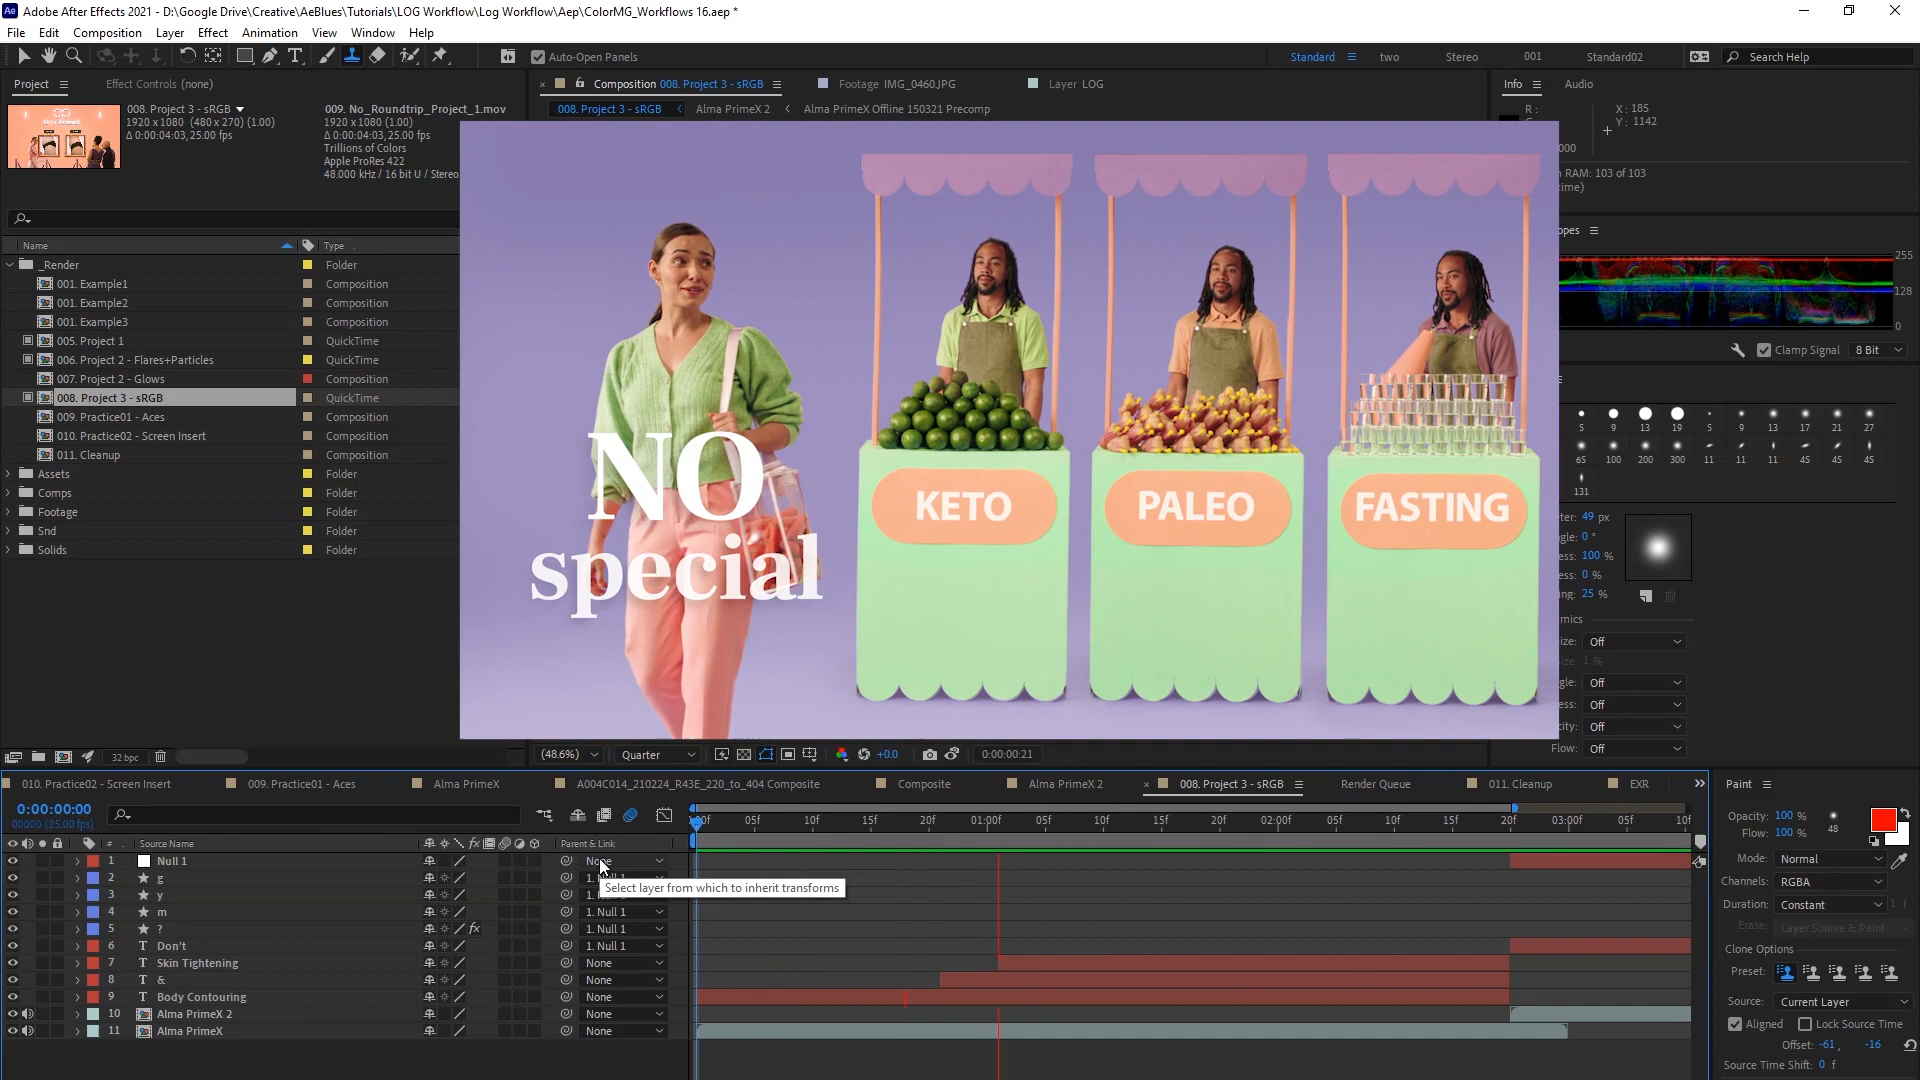 Adobe After Effects 2021 - D:\Google Drive\Creative\AeBlues\Tutorials\LOG Workflow\Log Workflow\Aep\ColorMG_Workflows 16.aep *
File Edit Composition Layer Effect Animation View Window Help
Auto-Open Panels Standard two Stereo 001 Standard02 Search Help
Project Effect Controls (none) Composition 008. Project 3 - sRGB Footage IMG_0460.JPG Layer LOG Info Audio
008. Project 3 - sRGB
1920 x 1080 (480 x 270) (1.00)
Δ 0:00:04:03, 25.00 fps
009. No_Roundtrip_Project_1.mov
1920 x 1080 (1.00)
Δ 0:00:04:03, 25.00 fps
Trillions of Colors
Apple ProRes 422
48.000 kHz / 16 bit U / Stereo
008. Project 3 - sRGB Alma PrimeX 2 Alma PrimeX Offline 150321 Precomp
R : X : 185
Y : 1142
000
RAM: 103 of 103
time)
Name Type
_Render Folder
001. Example1 Composition
001. Example2 Composition
001. Example3 Composition
005. Project 1 QuickTime
006. Project 2 - Flares+Particles QuickTime
007. Project 2 - Glows Composition
008. Project 3 - sRGB QuickTime
009. Practice01 - Aces Composition
010. Practice02 - Screen Insert Composition
011. Cleanup Composition
Assets Folder
Comps Folder
Footage Folder
Snd Folder
Solids Folder
32 bpc
NO
special
KETO
PALEO
FASTING
opes
255
128
0
Clamp Signal 8 Bit
5 9 13 19 5 9 13 17 21 27
65 100 200 300 11 11 11 45 45 45
131
ter: 49 px
gle: 0 °
ess: 100 %
ess: 0 %
ng: 25 %
mics
ize: Off
ize: 1 %
gle: Off
ess: Off
city: Off
Flow: Off
(48.6%) Quarter +0.0 0:00:00:21
010. Practice02 - Screen Insert 009. Practice01 - Aces Alma PrimeX A004C014_210224_R43E_220_to_404 Composite Composite Alma PrimeX 2 008. Project 3 - sRGB Render Queue 011. Cleanup EXR
0:00:00:00
00000 (25.00 fps)
:00f 05f 10f 15f 20f 01:00f 05f 10f 15f 20f 02:00f 05f 10f 15f 20f 03:00f 05f 10f
# Source Name fx Parent & Link
1 Null 1 None
2 g 1. Null 1
3 y 1.
4 m 1. Null 1
5 ? fx 1. Null 1
6 T Don't 1. Null 1
7 T Skin Tightening None
8 T & None
9 T Body Contouring None
10 Alma PrimeX 2 None
11 Alma PrimeX None
Select layer from which to inherit transforms
Paint
Opacity: 100 %
Flow: 100 %
48
Mode: Normal
Channels: RGBA
Duration: Constant 1 f
Erase: Layer Source & Paint
Clone Options
Preset:
Source: Current Layer
Aligned Lock Source Time
Offset: -61 , -16
Source Time Shift: 0 f